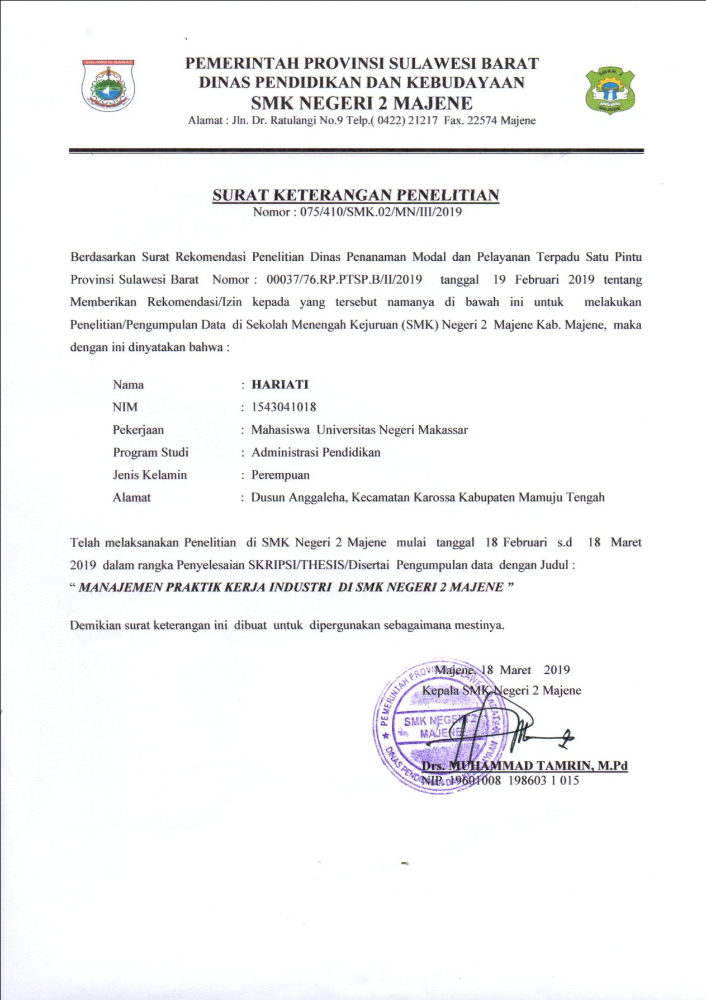 PEMERINTAH PROVINSI SULAWESI BARAT
DINAS PENDIDIKAN DAN KEBUDAYAAN
SMK NEGERI 2 MAJENE
Alamat : Jln. Dr. Ratulangi No.9 Telp.( 0422) 21217 Fax. 22574 Majene
SULAWESI BARAT
SMKN. 2
MAJENE
SURAT KETERANGAN PENELITIAN
Nomor : 075/410/SMK.02/MN/III/2019
Berdasarkan Surat Rekomendasi Penelitian Dinas Penanaman Modal dan Pelayanan Terpadu Satu Pintu
Provinsi Sulawesi Barat Nomor : 00037/76.RP.PTSP.B/II/2019 tanggal 19 Februari 2019 tentang
Memberikan Rekomendasi/Izin kepada yang tersebut namanya di bawah ini untuk melakukan
Penelitian/Pengumpulan Data di Sekolah Menengah Kejuruan (SMK) Negeri 2 Majene Kab. Majene, maka
dengan ini dinyatakan bahwa :
Nama : HARIATI
NIM : 1543041018
Pekerjaan : Mahasiswa Universitas Negeri Makassar
Program Studi : Administrasi Pendidikan
Jenis Kelamin : Perempuan
Alamat : Dusun Anggaleha, Kecamatan Karossa Kabupaten Mamuju Tengah
Telah melaksanakan Penelitian di SMK Negeri 2 Majene mulai tanggal 18 Februari s.d 18 Maret
2019 dalam rangka Penyelesaian SKRIPSI/THESIS/Disertai Pengumpulan data dengan Judul :
“ MANAJEMEN PRAKTIK KERJA INDUSTRI DI SMK NEGERI 2 MAJENE ”
Demikian surat keterangan ini dibuat untuk dipergunakan sebagaimana mestinya.
Majene, 18 Maret 2019
Kepala SMK Negeri 2 Majene
PEMERINTAH PROVINSI SULAWESI BARAT
SMK NEGERI 2
MAJENE
DINAS PENDIDIKAN DAN KEBUDAYAAN
Drs. MUHAMMAD TAMRIN, M.Pd
NIP. 19601008 198603 1 015